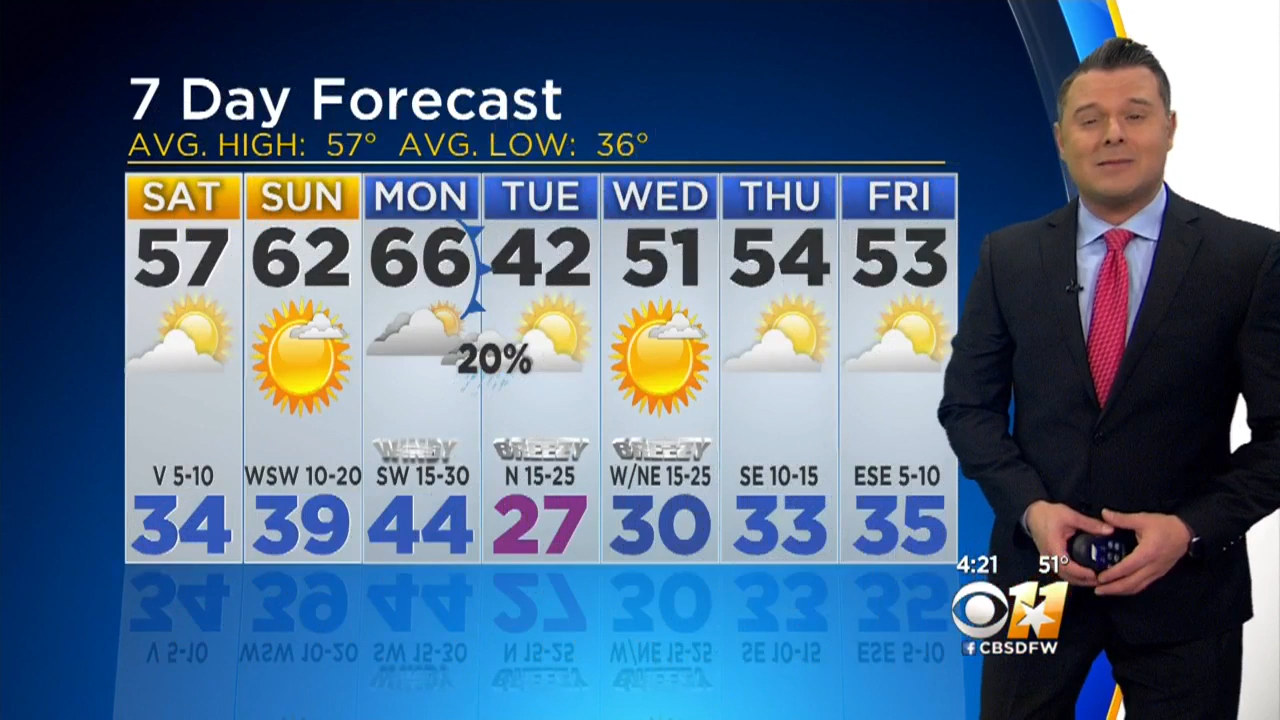 7 Day Forecast
AVG. HIGH: 57° AVG. LOW: 36°
SAT SUN MON TUE WED THU FRI
57 62 66 42 51 54 53
20%
WINDY BREEZY BREEZY
V 5-10 WSW 10-20 SW 15-30 N 15-25 W/NE 15-25 SE 10-15 ESE 5-10
34 39 44 27 30 33 35
4:21 51°
11
f CBSDFW